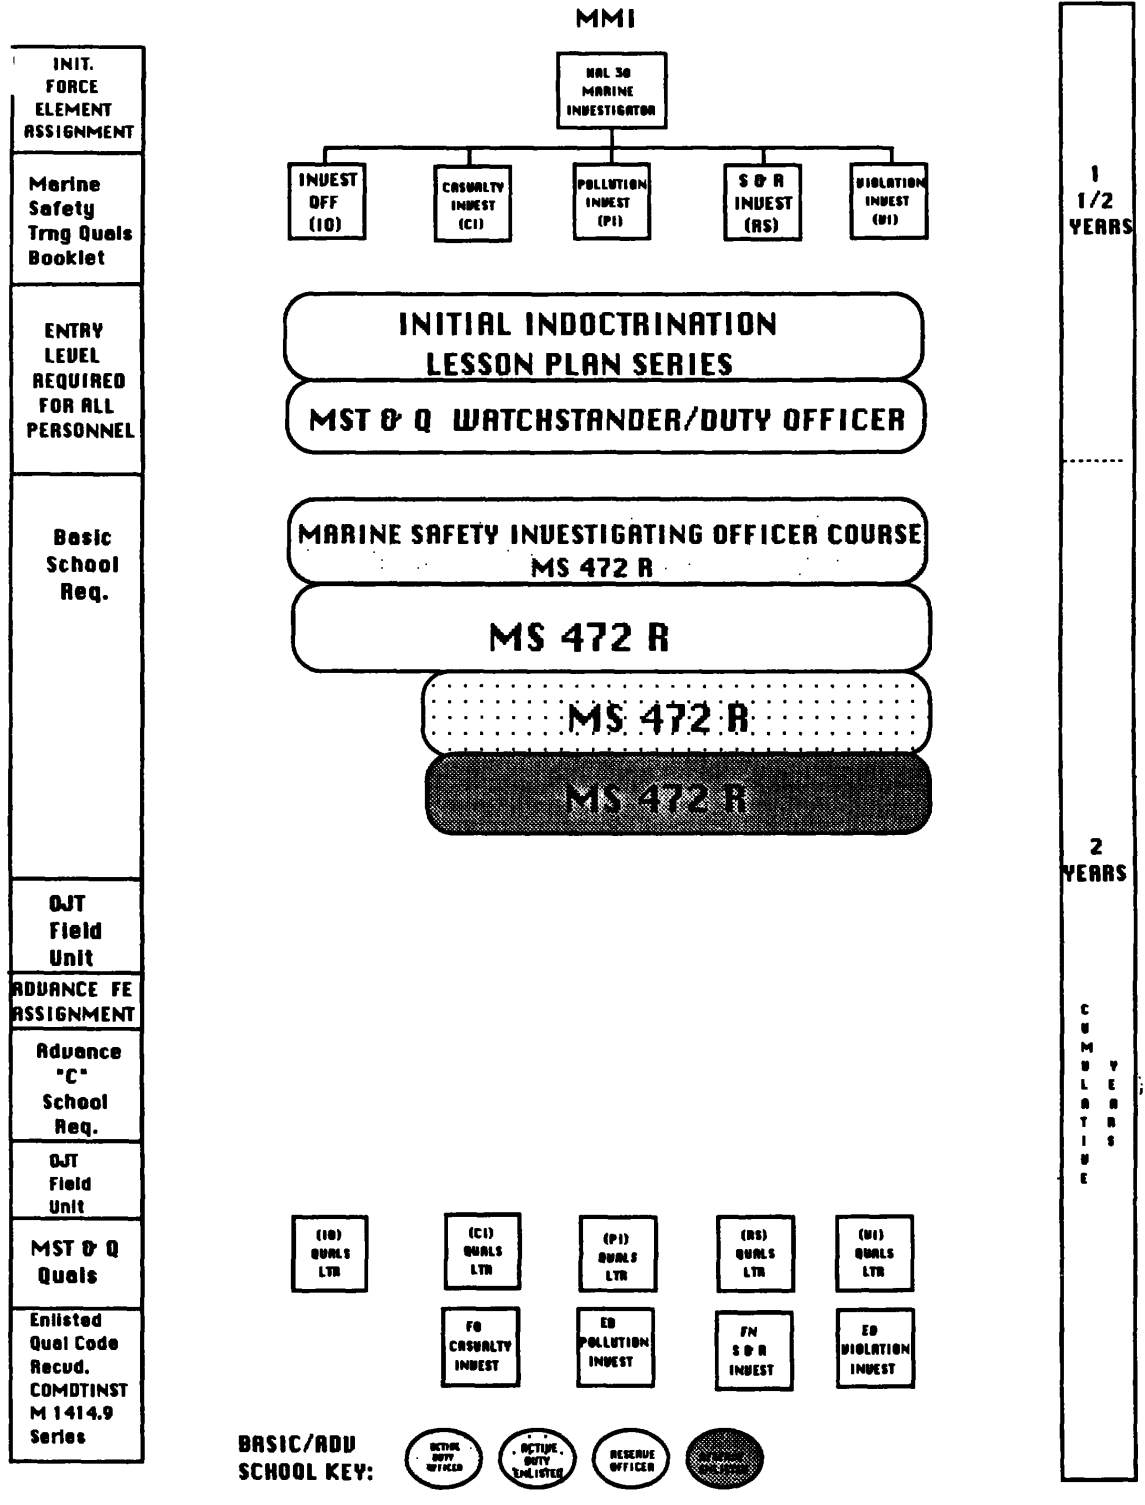 MMI
INIT.
FORCE
ELEMENT
ASSIGNMENT
MARINE
INVESTIGATOR
Marine
Safety
Trng Quals
Booklet
INVEST
OFF
(IO)
CASUALTY
INVEST
(CI)
POLLUTION
INVEST
(PI)
S & R
INVEST
(RS)
VIOLATION
INVEST
(VI)
1
1/2
YEARS
ENTRY
LEVEL
REQUIRED
FOR ALL
PERSONNEL
INITIAL INDOCTRINATION
LESSON PLAN SERIES
MST & Q WATCHSTANDER/DUTY OFFICER
Basic
School
Req.
MARINE SAFETY INVESTIGATING OFFICER COURSE
MS 472 R
MS 472 R
MS 472 R
MS 472 R
2
YEARS
OJT
Field
Unit
ADVANCE FE
ASSIGNMENT
Advance
"C"
School
Req.
CUMULATIVE
YEARS
OJT
Field
Unit
MST & Q
Quals
(IO)
QUALS
LTR
(CI)
QUALS
LTR
(PI)
QUALS
LTR
(RS)
QUALS
LTR
(VI)
QUALS
LTR
Enlisted
Qual Code
Recvd.
COMDTINST
M 1414.9
Series
CASUALTY
INVEST
POLLUTION
INVEST
FN
S & R
INVEST
VIOLATION
INVEST
BASIC/ADV
SCHOOL KEY:
ACTIVE
DUTY
OFFICER
ACTIVE
DUTY
ENLISTED
RESERVE
OFFICER
RESERVE
ENLISTED